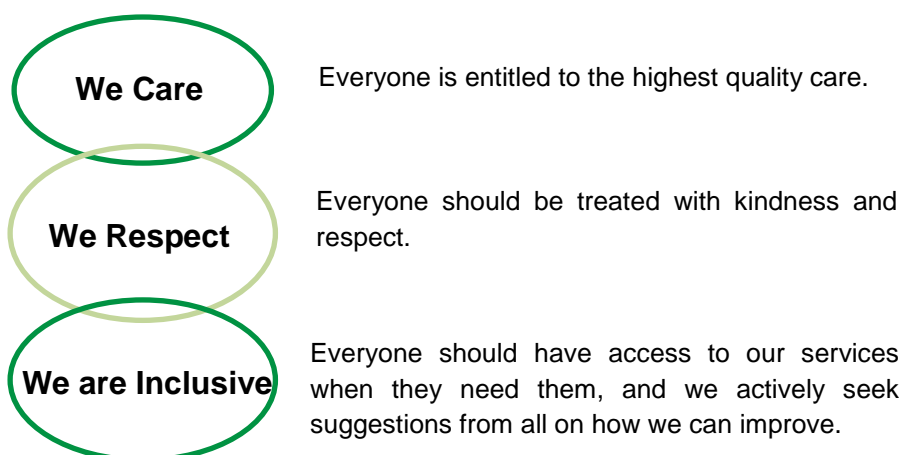 We Care
Everyone is entitled to the highest quality care.
We Respect
Everyone should be treated with kindness and
respect.
We are Inclusive
Everyone should have access to our services
when they need them, and we actively seek
suggestions from all on how we can improve.